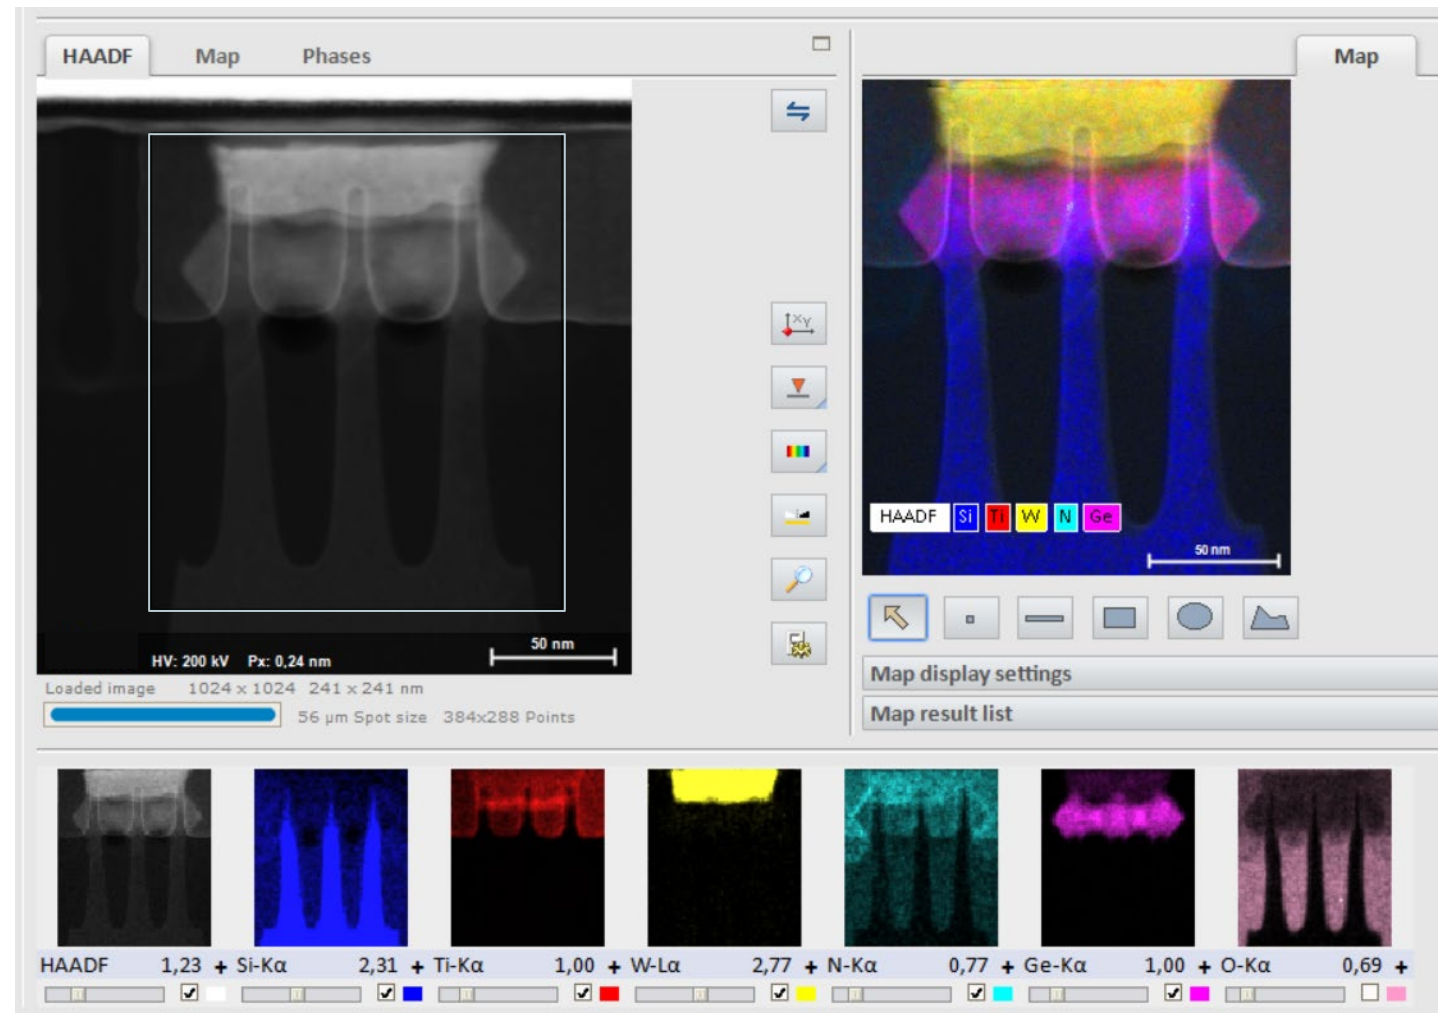 HAADF Map Phases
Map
HV: 200 kV Px: 0,24 nm
50 nm
Loaded image 1024 x 1024 241 x 241 nm
56 µm Spot size 384x288 Points
X Y
HAADF Si Ti W N Ge
50 nm
Map display settings
Map result list
HAADF 1,23 + Si-Kα 2,31 + Ti-Kα 1,00 + W-Lα 2,77 + N-Kα 0,77 + Ge-Kα 1,00 + O-Kα 0,69 +